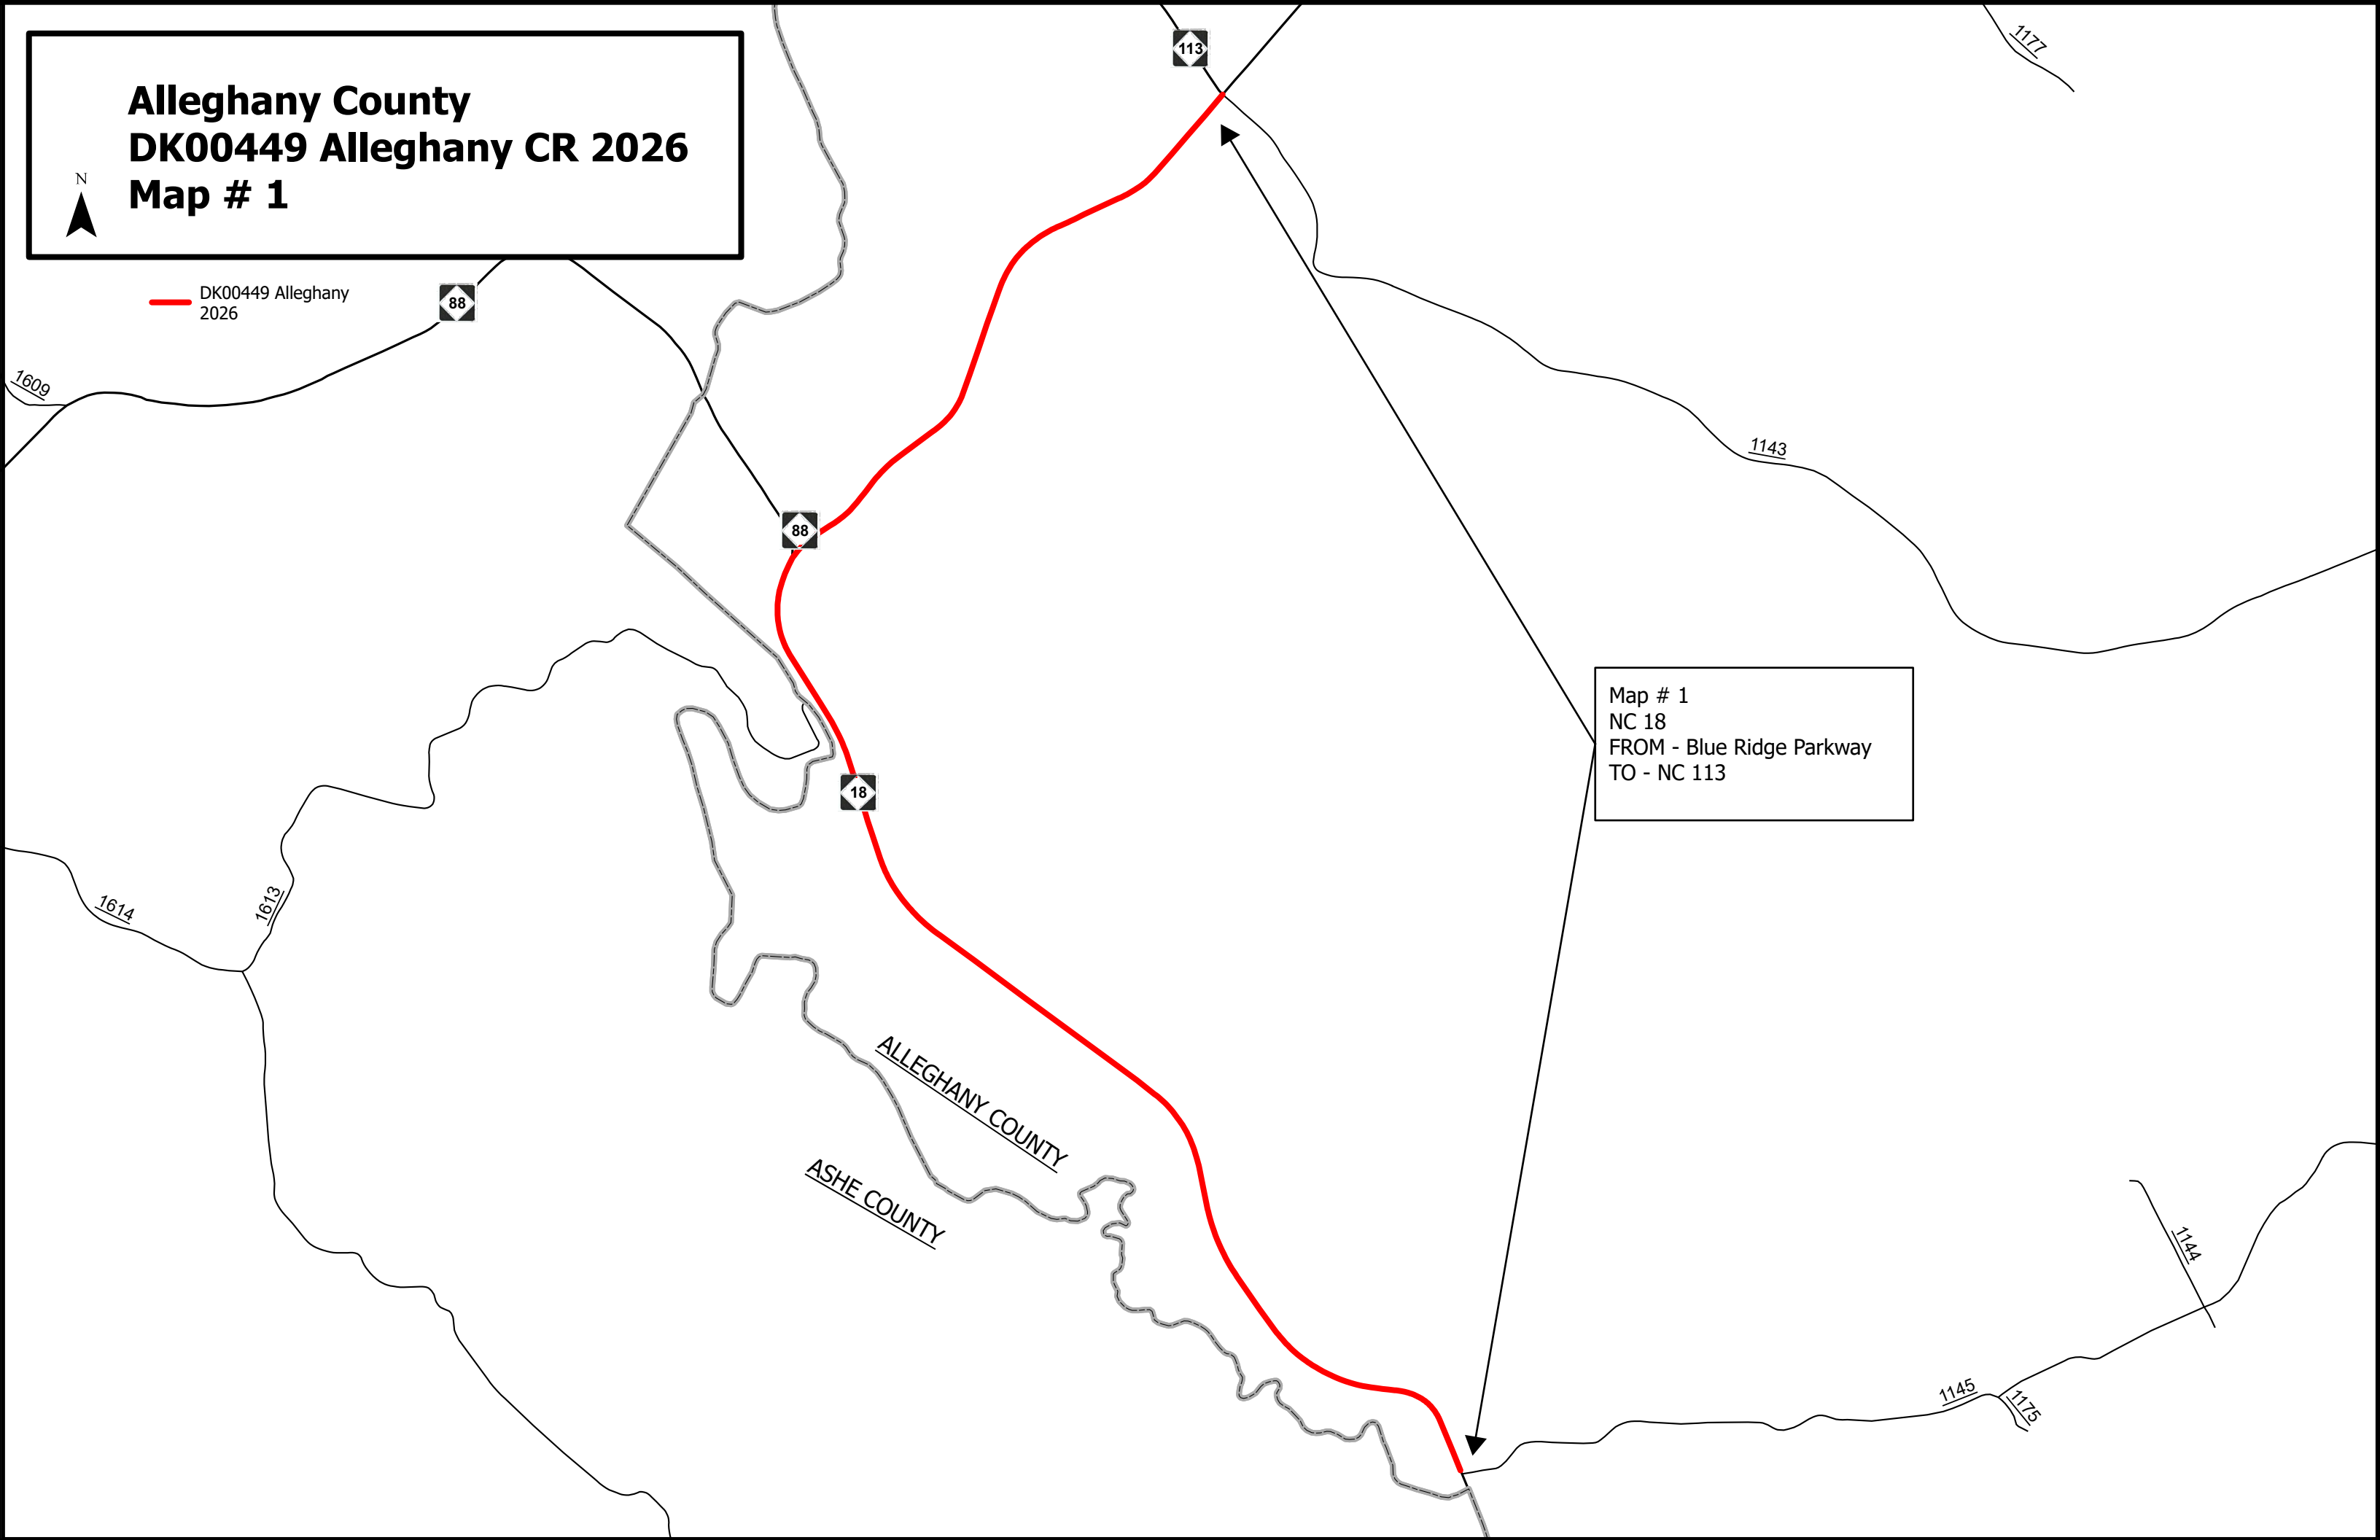 Alleghany County
DK00449 Alleghany CR 2026
Map # 1
N
DK00449 Alleghany
2026
113
1177
88
1609
1143
88
Map # 1
NC 18
FROM - Blue Ridge Parkway
TO - NC 113
18
1614
1613
ALLEGHANY COUNTY
ASHE COUNTY
1144
1145
1175